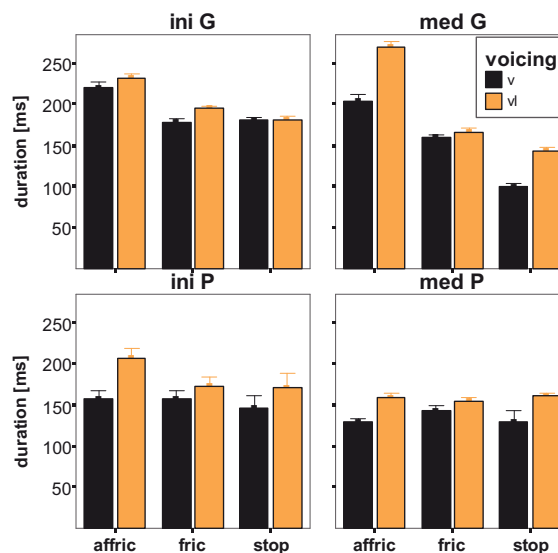 ini G
med G
duration [ms]
250
200
150
100
50
voicing
v
vl
ini P
med P
duration [ms]
250
200
150
100
50
affric fric stop
affric fric stop